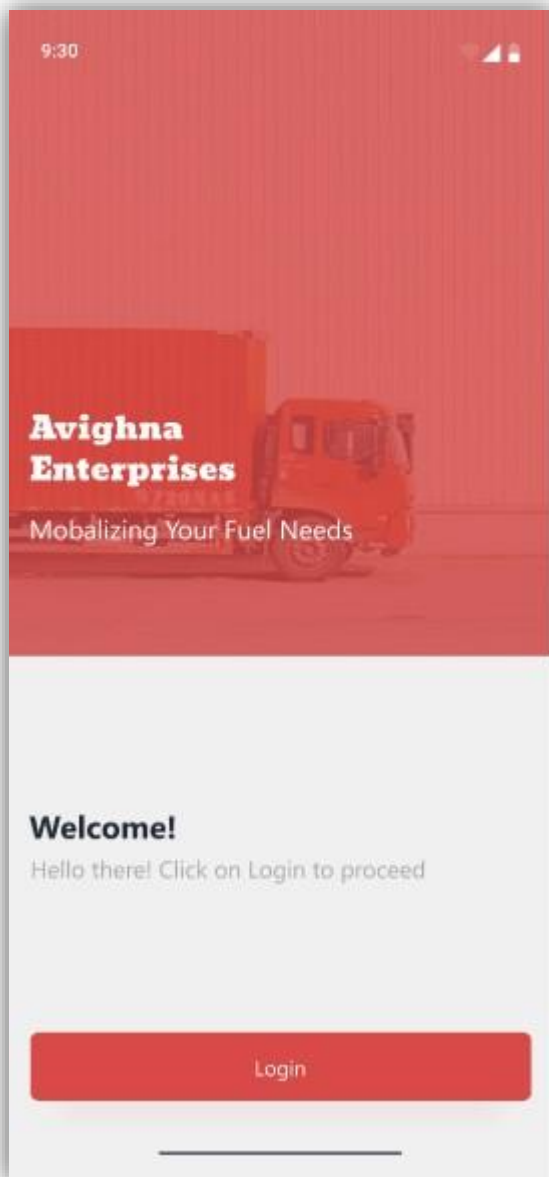 9:30
Avighna
Enterprises
Mobalizing Your Fuel Needs
Welcome!
Hello there! Click on Login to proceed
Login